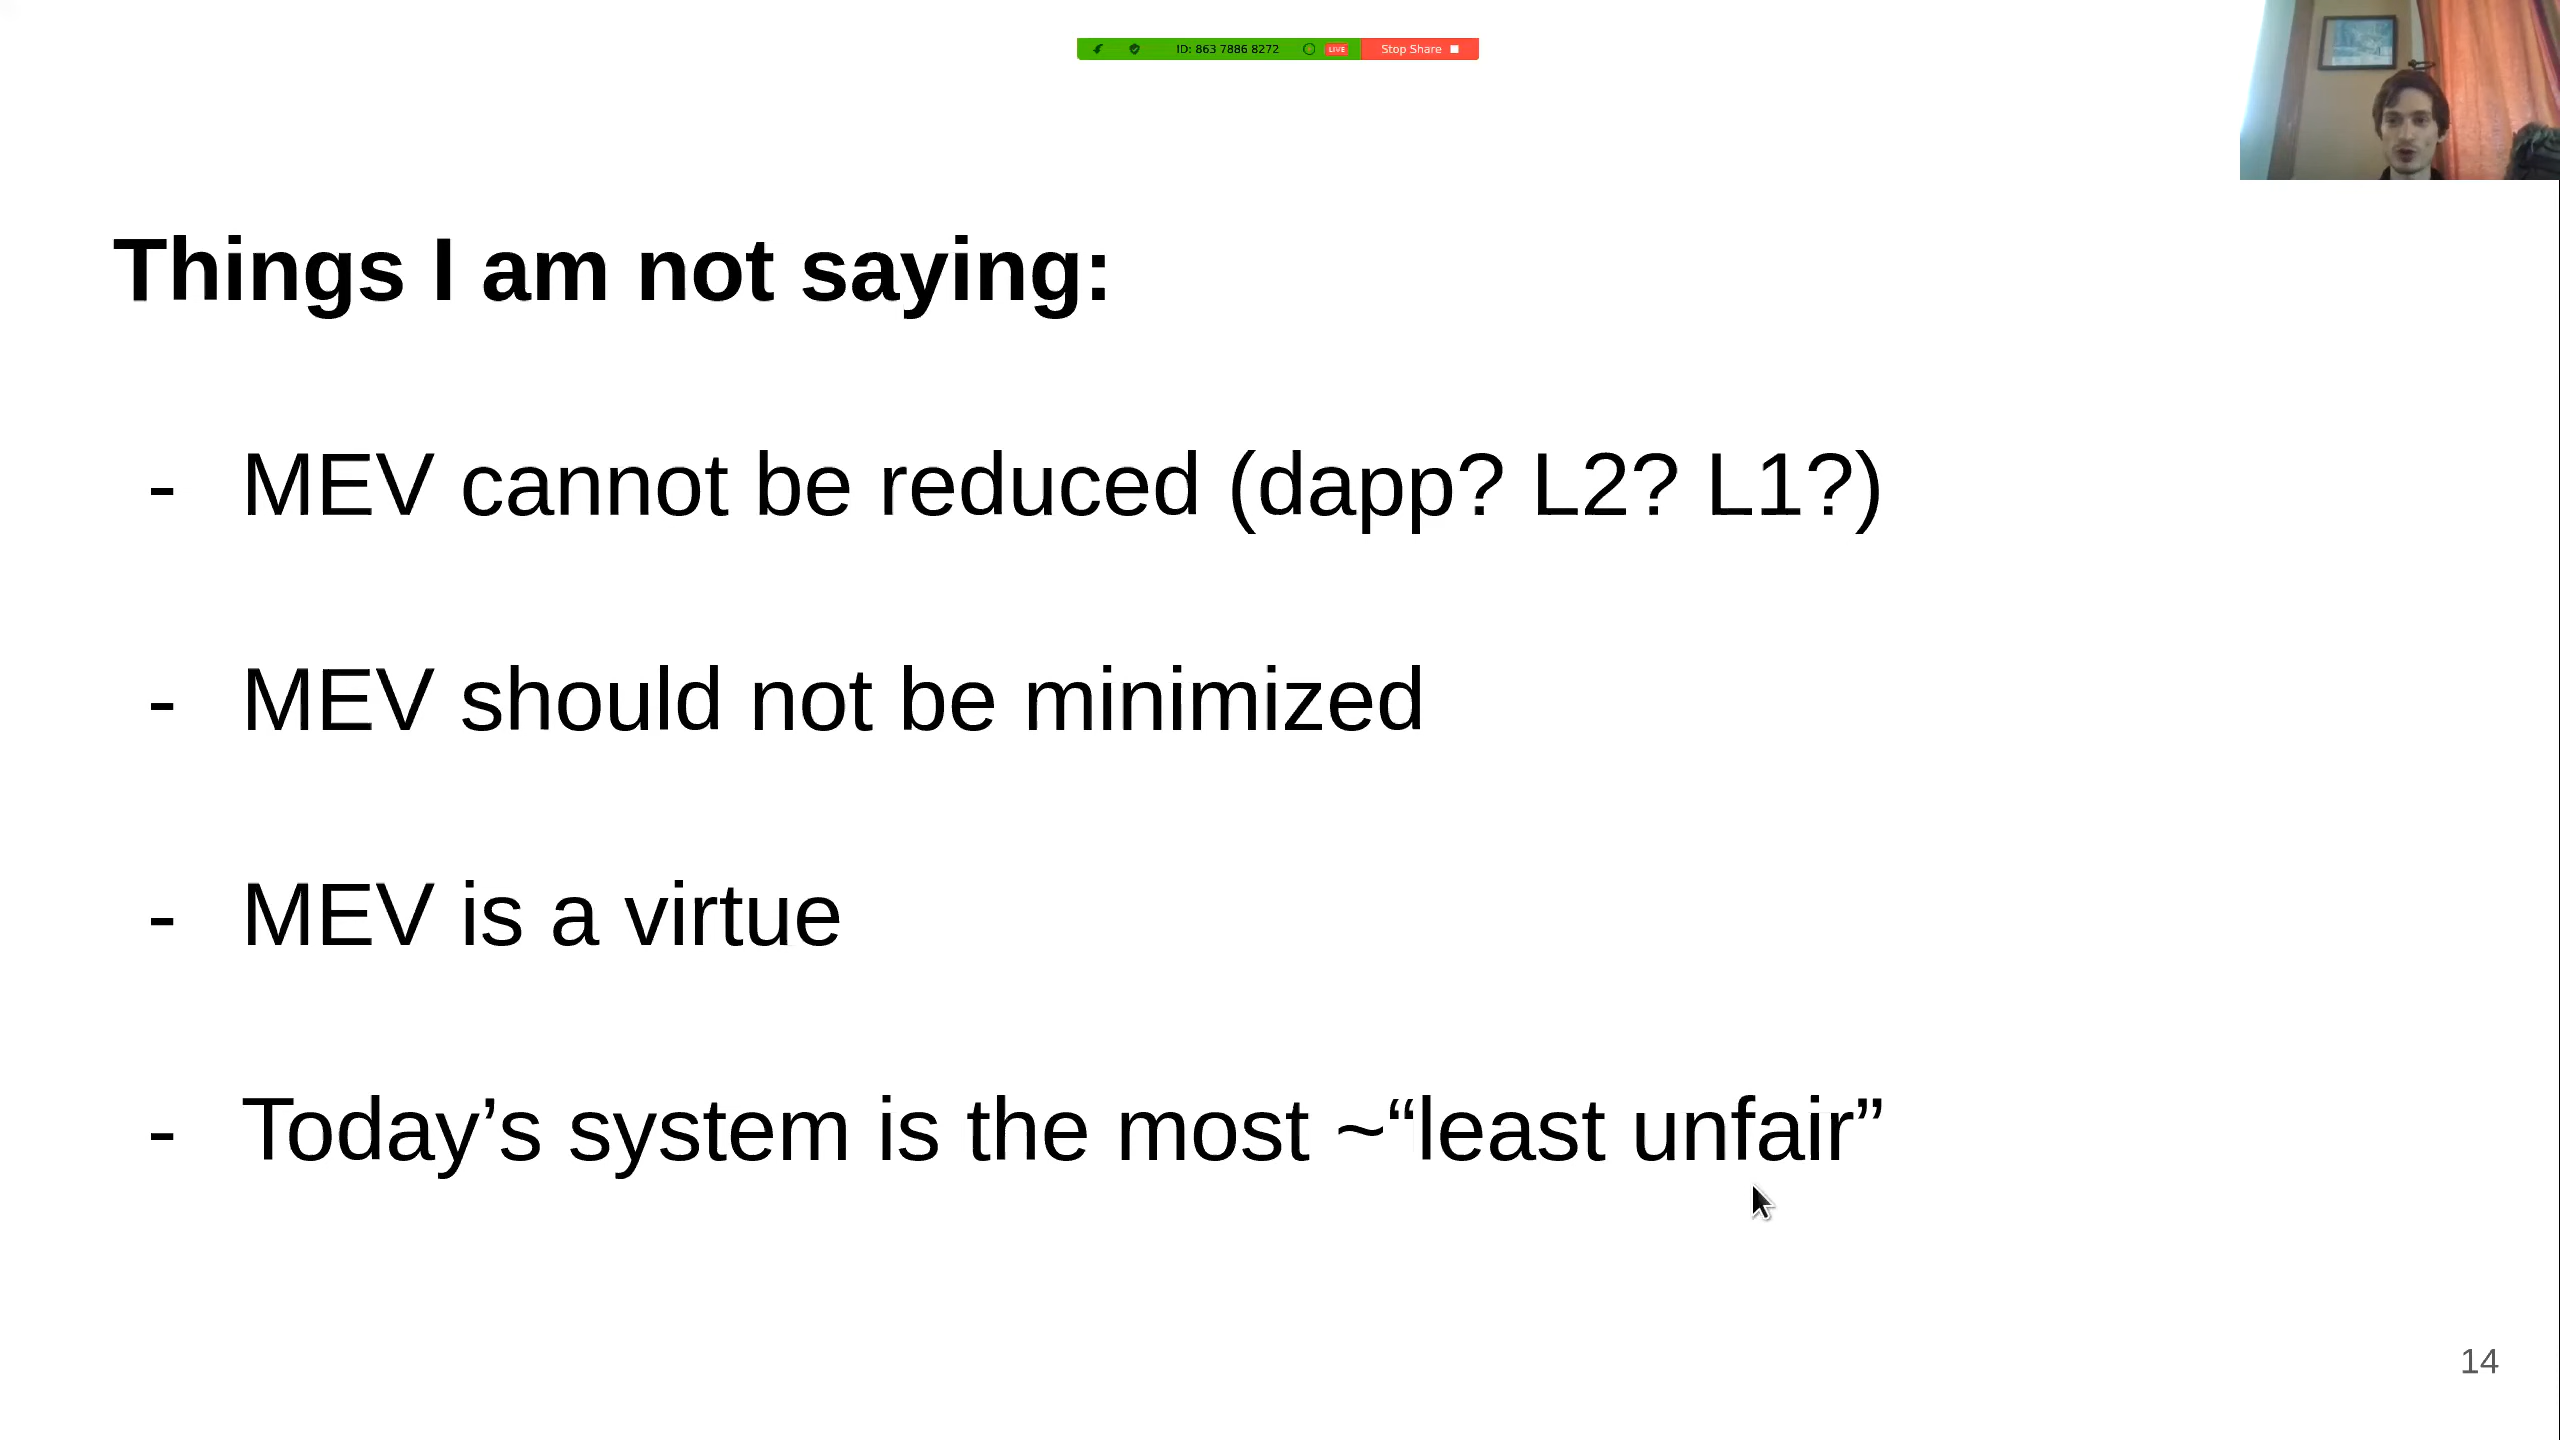 ID: 863 7886 8272 LIVE Stop Share
Things I am not saying:
- MEV cannot be reduced (dapp? L2? L1?)
- MEV should not be minimized
- MEV is a virtue
- Today’s system is the most ~“least unfair”
14